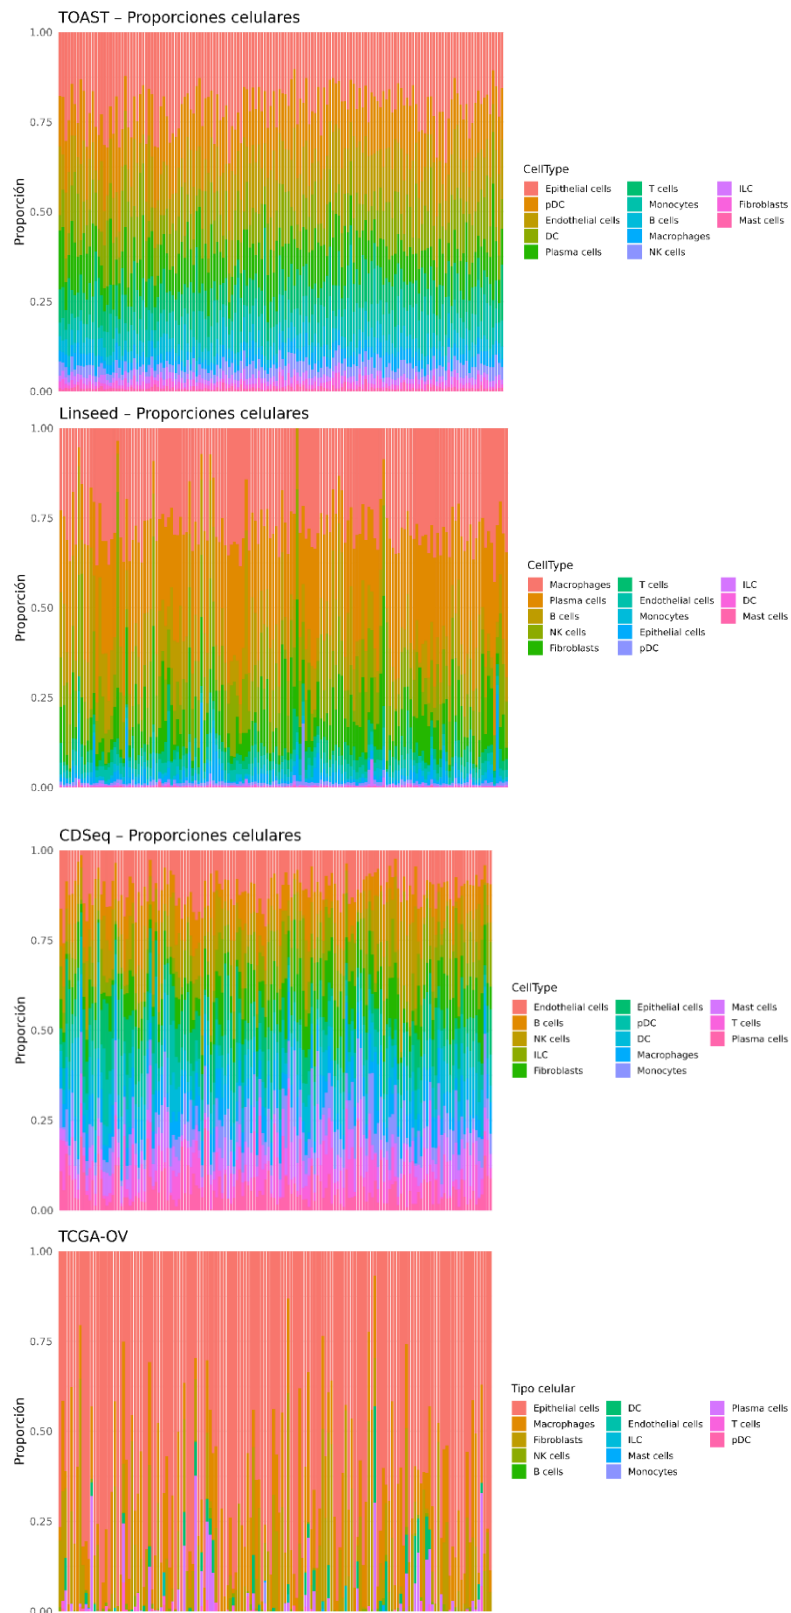 TOAST – Proporciones celulares
1.00
0.75
0.50
0.25
0.00
Proporción
CellType
Epithelial cells
pDC
Endothelial cells
DC
Plasma cells
T cells
Monocytes
B cells
Macrophages
NK cells
ILC
Fibroblasts
Mast cells
Linseed – Proporciones celulares
1.00
0.75
0.50
0.25
0.00
Proporción
CellType
Macrophages
Plasma cells
B cells
NK cells
Fibroblasts
T cells
Endothelial cells
Monocytes
Epithelial cells
pDC
ILC
DC
Mast cells
CDSeq – Proporciones celulares
1.00
0.75
0.50
0.25
0.00
Proporción
CellType
Endothelial cells
B cells
NK cells
ILC
Fibroblasts
Epithelial cells
pDC
DC
Macrophages
Monocytes
Mast cells
T cells
Plasma cells
TCGA-OV
1.00
0.75
0.50
0.25
0.00
Proporción
Tipo celular
Epithelial cells
Macrophages
Fibroblasts
NK cells
B cells
DC
Endothelial cells
ILC
Mast cells
Monocytes
Plasma cells
T cells
pDC